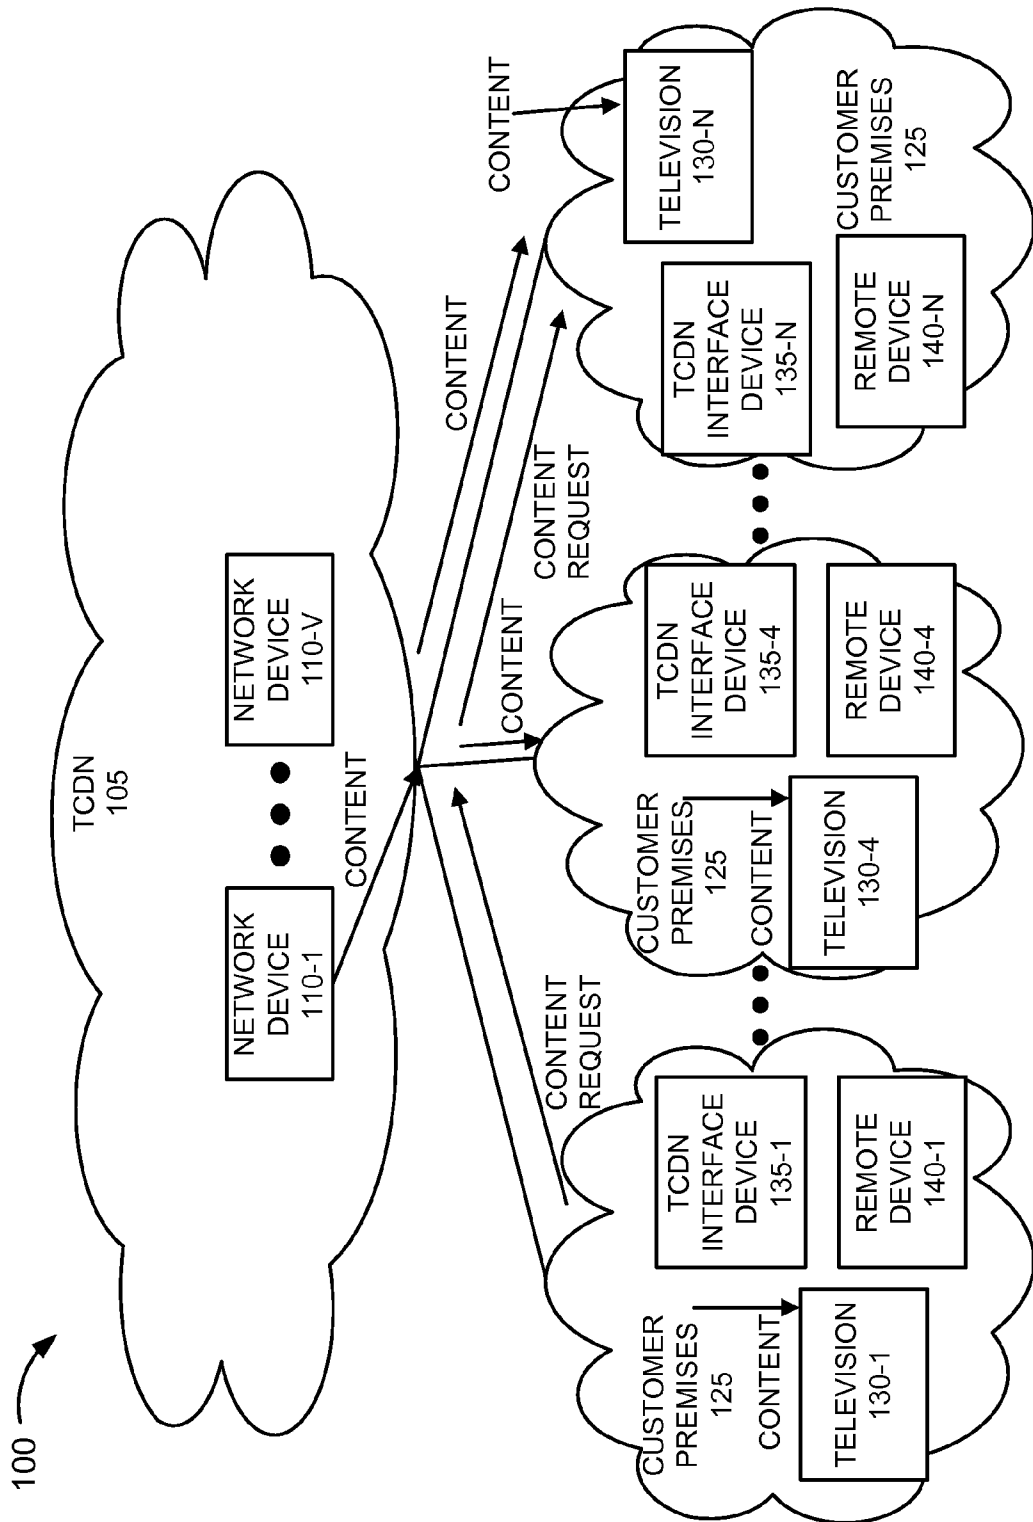 100
TCDN
105
NETWORK
DEVICE
110-1
NETWORK
DEVICE
110-V
CONTENT
CONTENT
REQUEST
CONTENT
CONTENT
REQUEST
CONTENT
CONTENT
CUSTOMER
PREMISES
125
CONTENT
TELEVISION
130-1
TCDN
INTERFACE
DEVICE
135-1
REMOTE
DEVICE
140-1
CUSTOMER
PREMISES
125
CONTENT
TELEVISION
130-4
TCDN
INTERFACE
DEVICE
135-4
REMOTE
DEVICE
140-4
TCDN
INTERFACE
DEVICE
135-N
REMOTE
DEVICE
140-N
TELEVISION
130-N
CUSTOMER
PREMISES
125